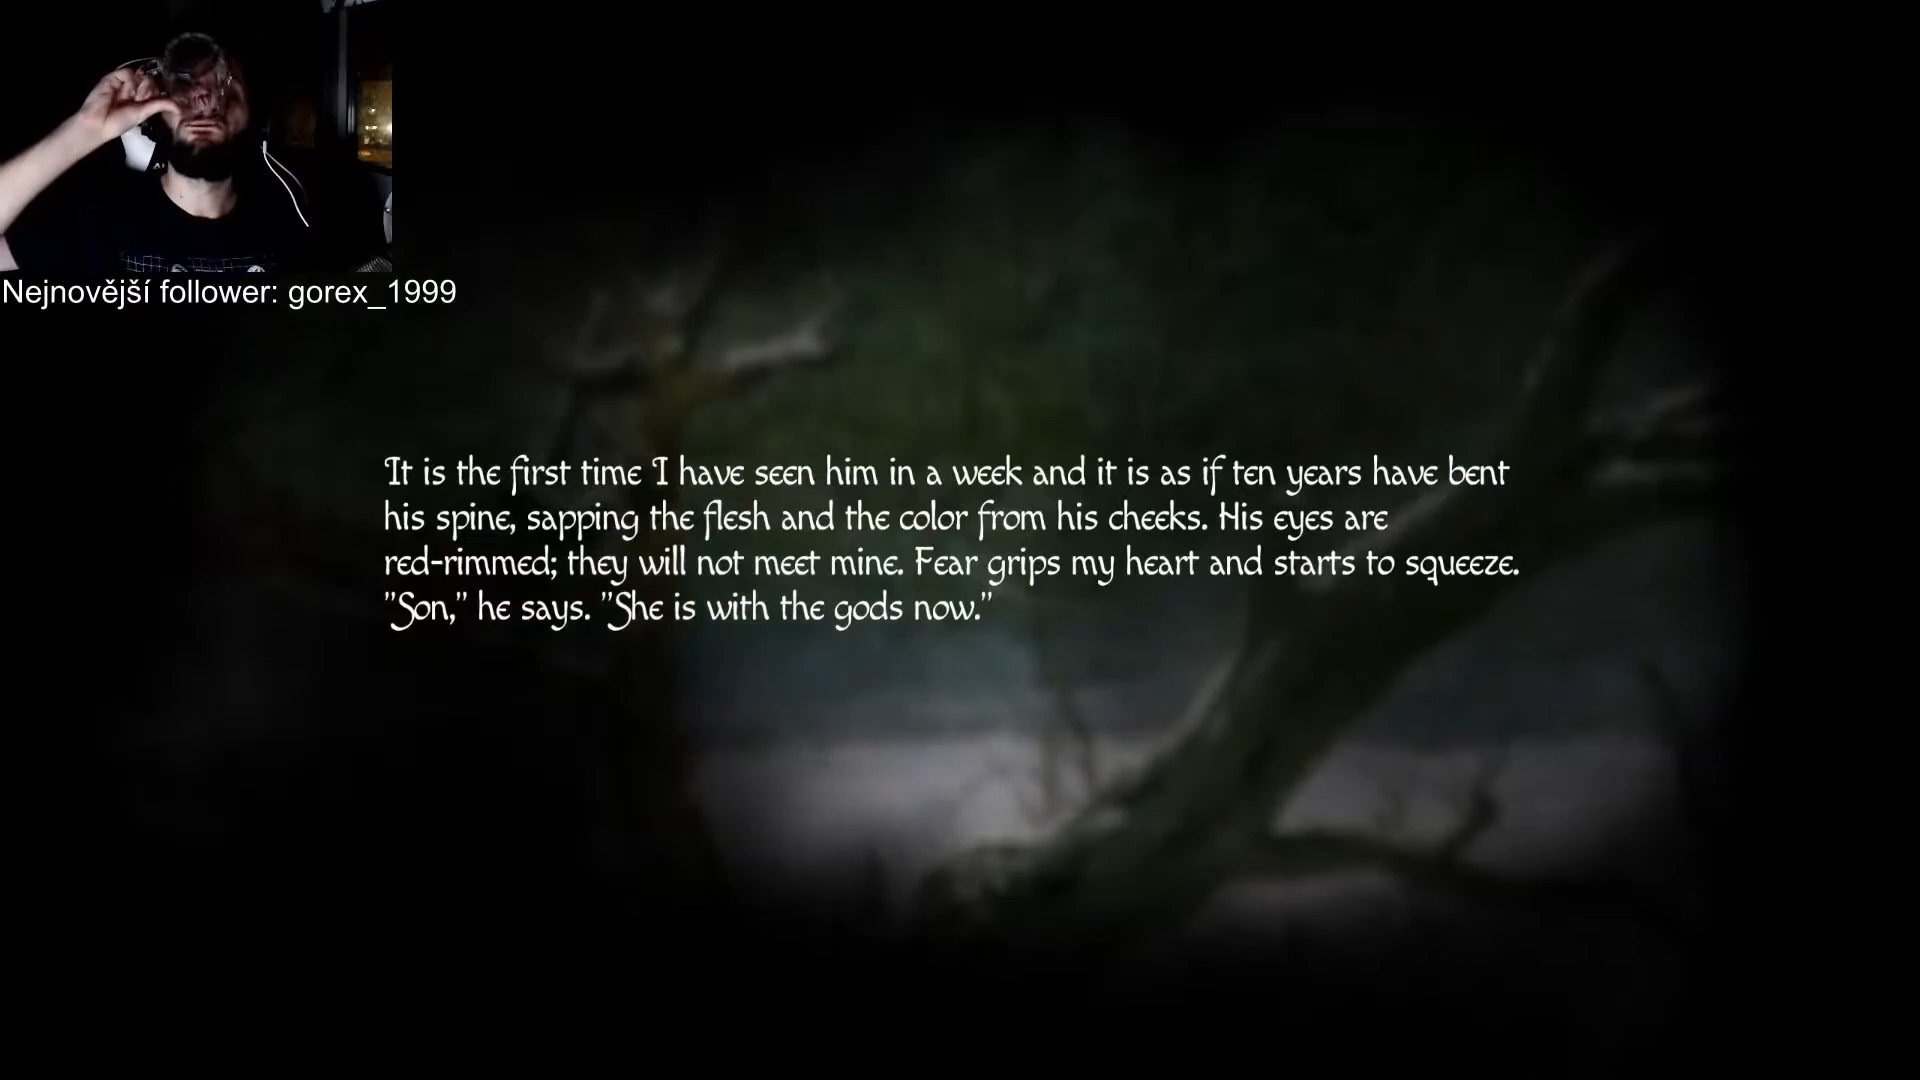 Nejnovější follower: gorex_1999
It is the first time I have seen him in a week and it is as if ten years have bent
his spine, sapping the flesh and the color from his cheeks. His eyes are
red-rimmed; they will not meet mine. Fear grips my heart and starts to squeeze.
"Son," he says. "She is with the gods now."